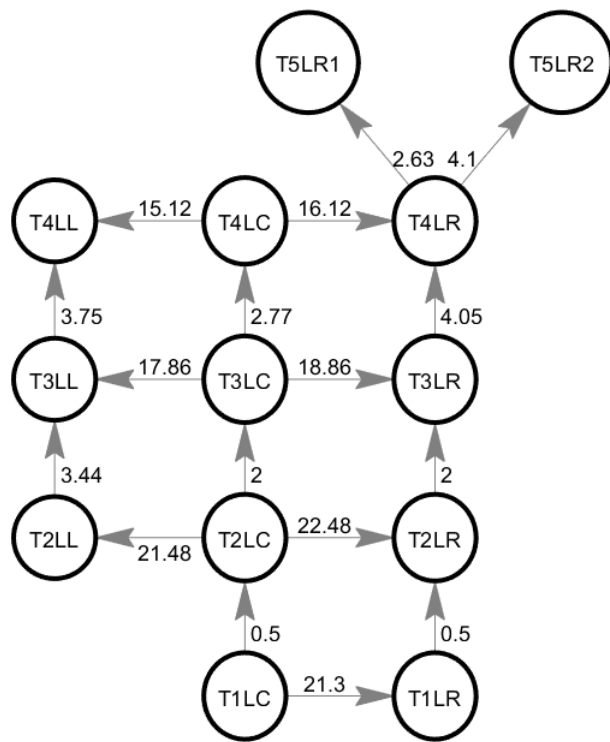 T5LR1 T5LR2
2.63 4.1
T4LL 15.12 T4LC 16.12 T4LR
3.75 2.77 4.05
T3LL 17.86 T3LC 18.86 T3LR
3.44 2 2
T2LL 21.48 T2LC 22.48 T2LR
0.5 0.5
T1LC 21.3 T1LR